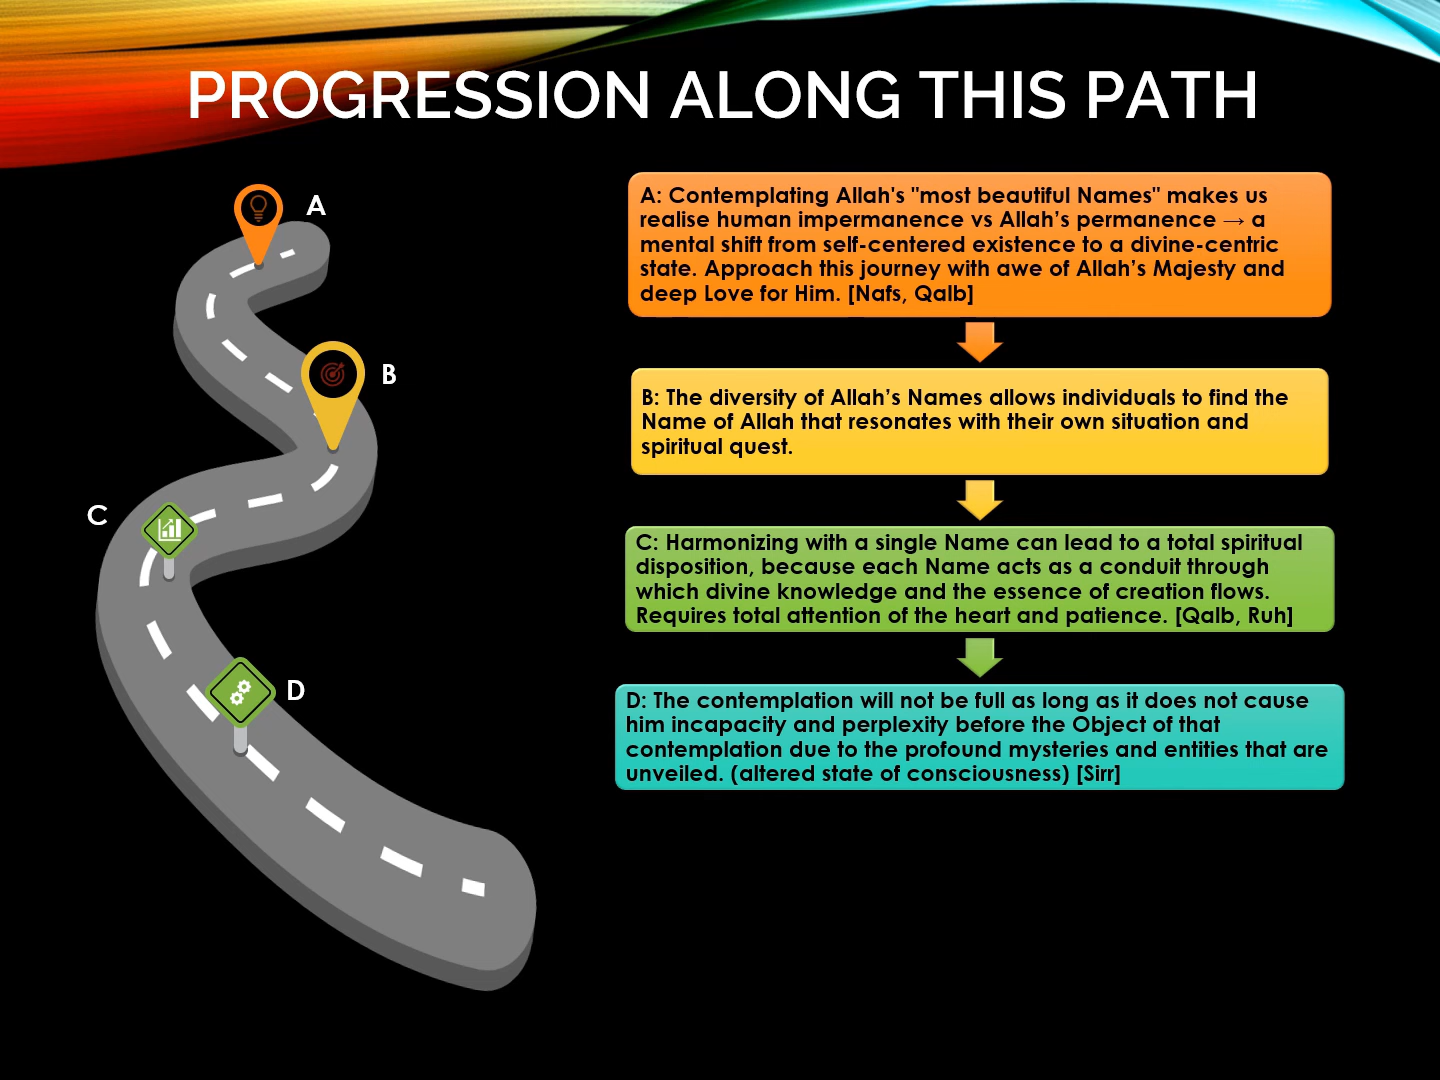 PROGRESSION ALONG THIS PATH
A
B
C
D
A: Contemplating Allah's "most beautiful Names" makes us
realise human impermanence vs Allah’s permanence → a
mental shift from self-centered existence to a divine-centric
state. Approach this journey with awe of Allah’s Majesty and
deep Love for Him. [Nafs, Qalb]
B: The diversity of Allah’s Names allows individuals to find the
Name of Allah that resonates with their own situation and
spiritual quest.
C: Harmonizing with a single Name can lead to a total spiritual
disposition, because each Name acts as a conduit through
which divine knowledge and the essence of creation flows.
Requires total attention of the heart and patience. [Qalb, Ruh]
D: The contemplation will not be full as long as it does not cause
him incapacity and perplexity before the Object of that
contemplation due to the profound mysteries and entities that are
unveiled. (altered state of consciousness) [Sirr]